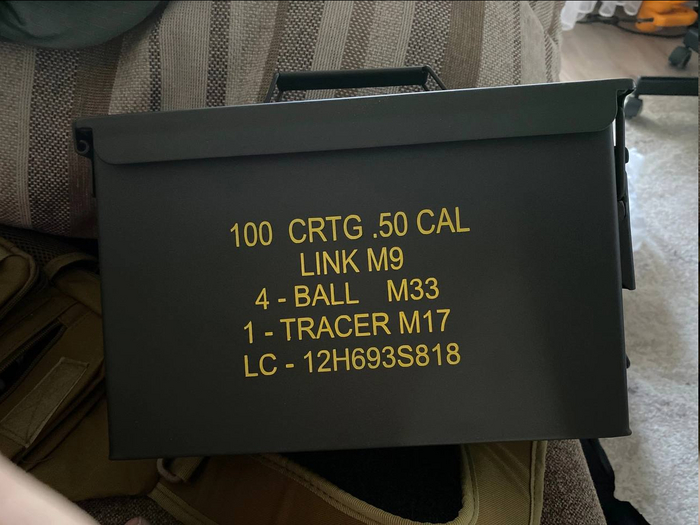 100 CRTG .50 CAL
LINK M9
4 - BALL M33
1 - TRACER M17
LC - 12H693S818